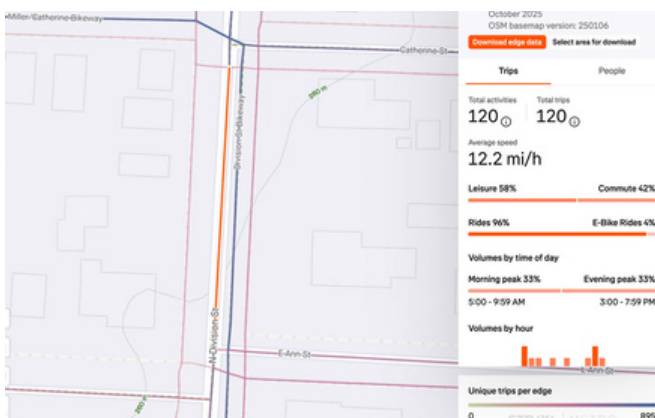 Miller/Catherine-Bikeway
Catherine-St
280 m
Division-St-Bikeway
N-Division-St
E-Ann-St
260 m
October 2025
OSM basemap version: 250106
Download edge data Select area for download
Trips People
Total activities Total trips
120 120
Average speed
12.2 mi/h
Leisure 58% Commute 42%
Rides 96% E-Bike Rides 4%
Volumes by time of day
Morning peak 33% Evening peak 33%
5:00 - 9:59 AM 3:00 - 7:59 PM
Volumes by hour
E-Ann-St
Unique trips per edge
0 895